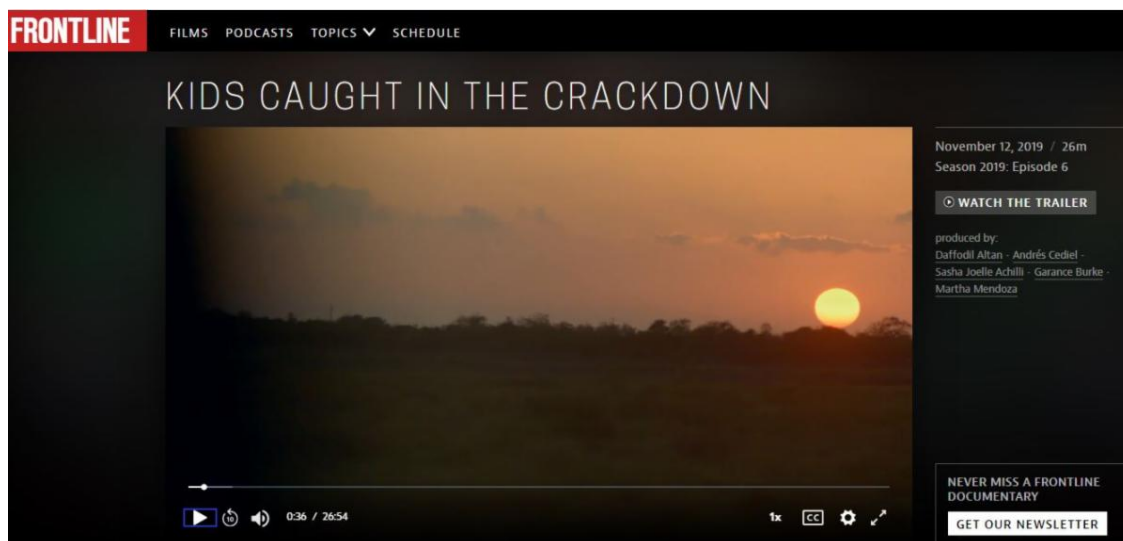 FRONTLINE
FILMS PODCASTS TOPICS SCHEDULE
KIDS CAUGHT IN THE CRACKDOWN
November 12, 2019 / 26m
Season 2019: Episode 6
WATCH THE TRAILER
produced by:
Daffodil Altan - Andrés Cediel -
Sasha Joelle Achilli - Garance Burke -
Martha Mendoza
10
0:36 / 26:54
1x CC
NEVER MISS A FRONTLINE
DOCUMENTARY
GET OUR NEWSLETTER